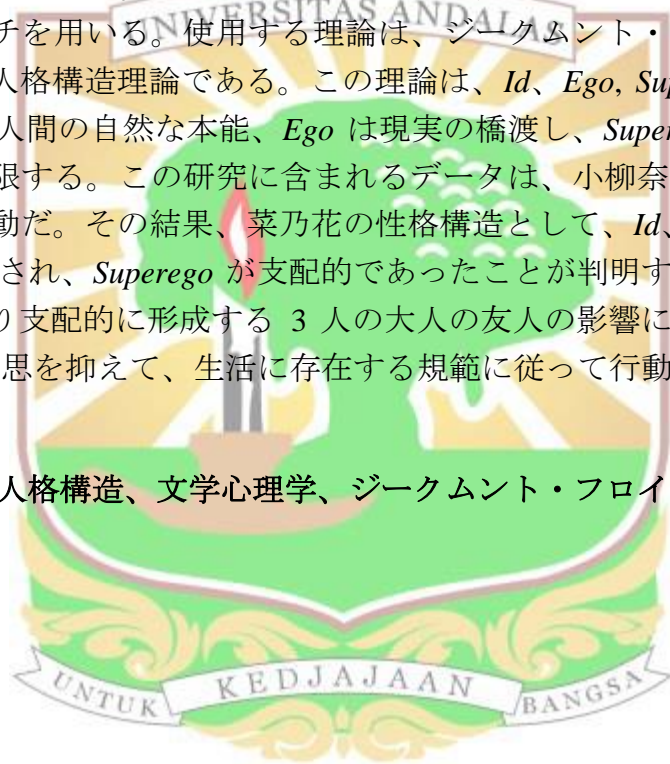 UNIVERSITAS ANDALAS
チを用いる。使用する理論は、ジークムント・
人格構造理論である。この理論は、Id、Ego, Sup
人間の自然な本能、Ego は現実の橋渡し、Super
限する。この研究に含まれるデータは、小柳奈
動だ。その結果、菜乃花の性格構造として、Id、
され、Superego が支配的であったことが判明す
り支配的に形成する 3 人の大人の友人の影響に
思を抑えて、生活に存在する規範に従って行動
人格構造、文学心理学、ジークムント・フロイ
UNTUK KEDJAJAAN BANGSA